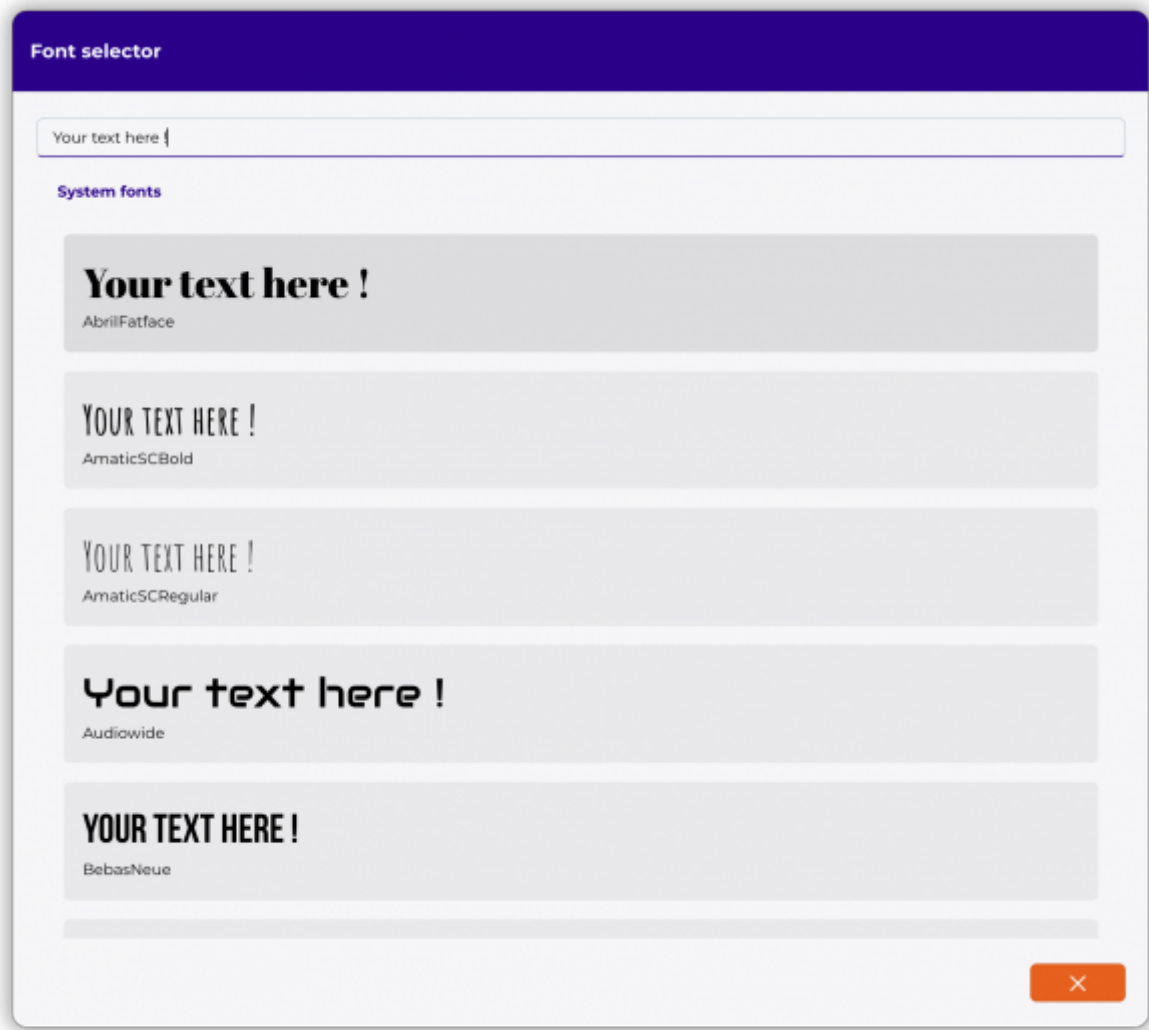 Font selector
Your text here !
System fonts
Your text here !
AbrilFatface
Your text here !
AmaticSCBold
Your text here !
AmaticSCRegular
Your text here !
Audiowide
YOUR TEXT HERE !
BebasNeue